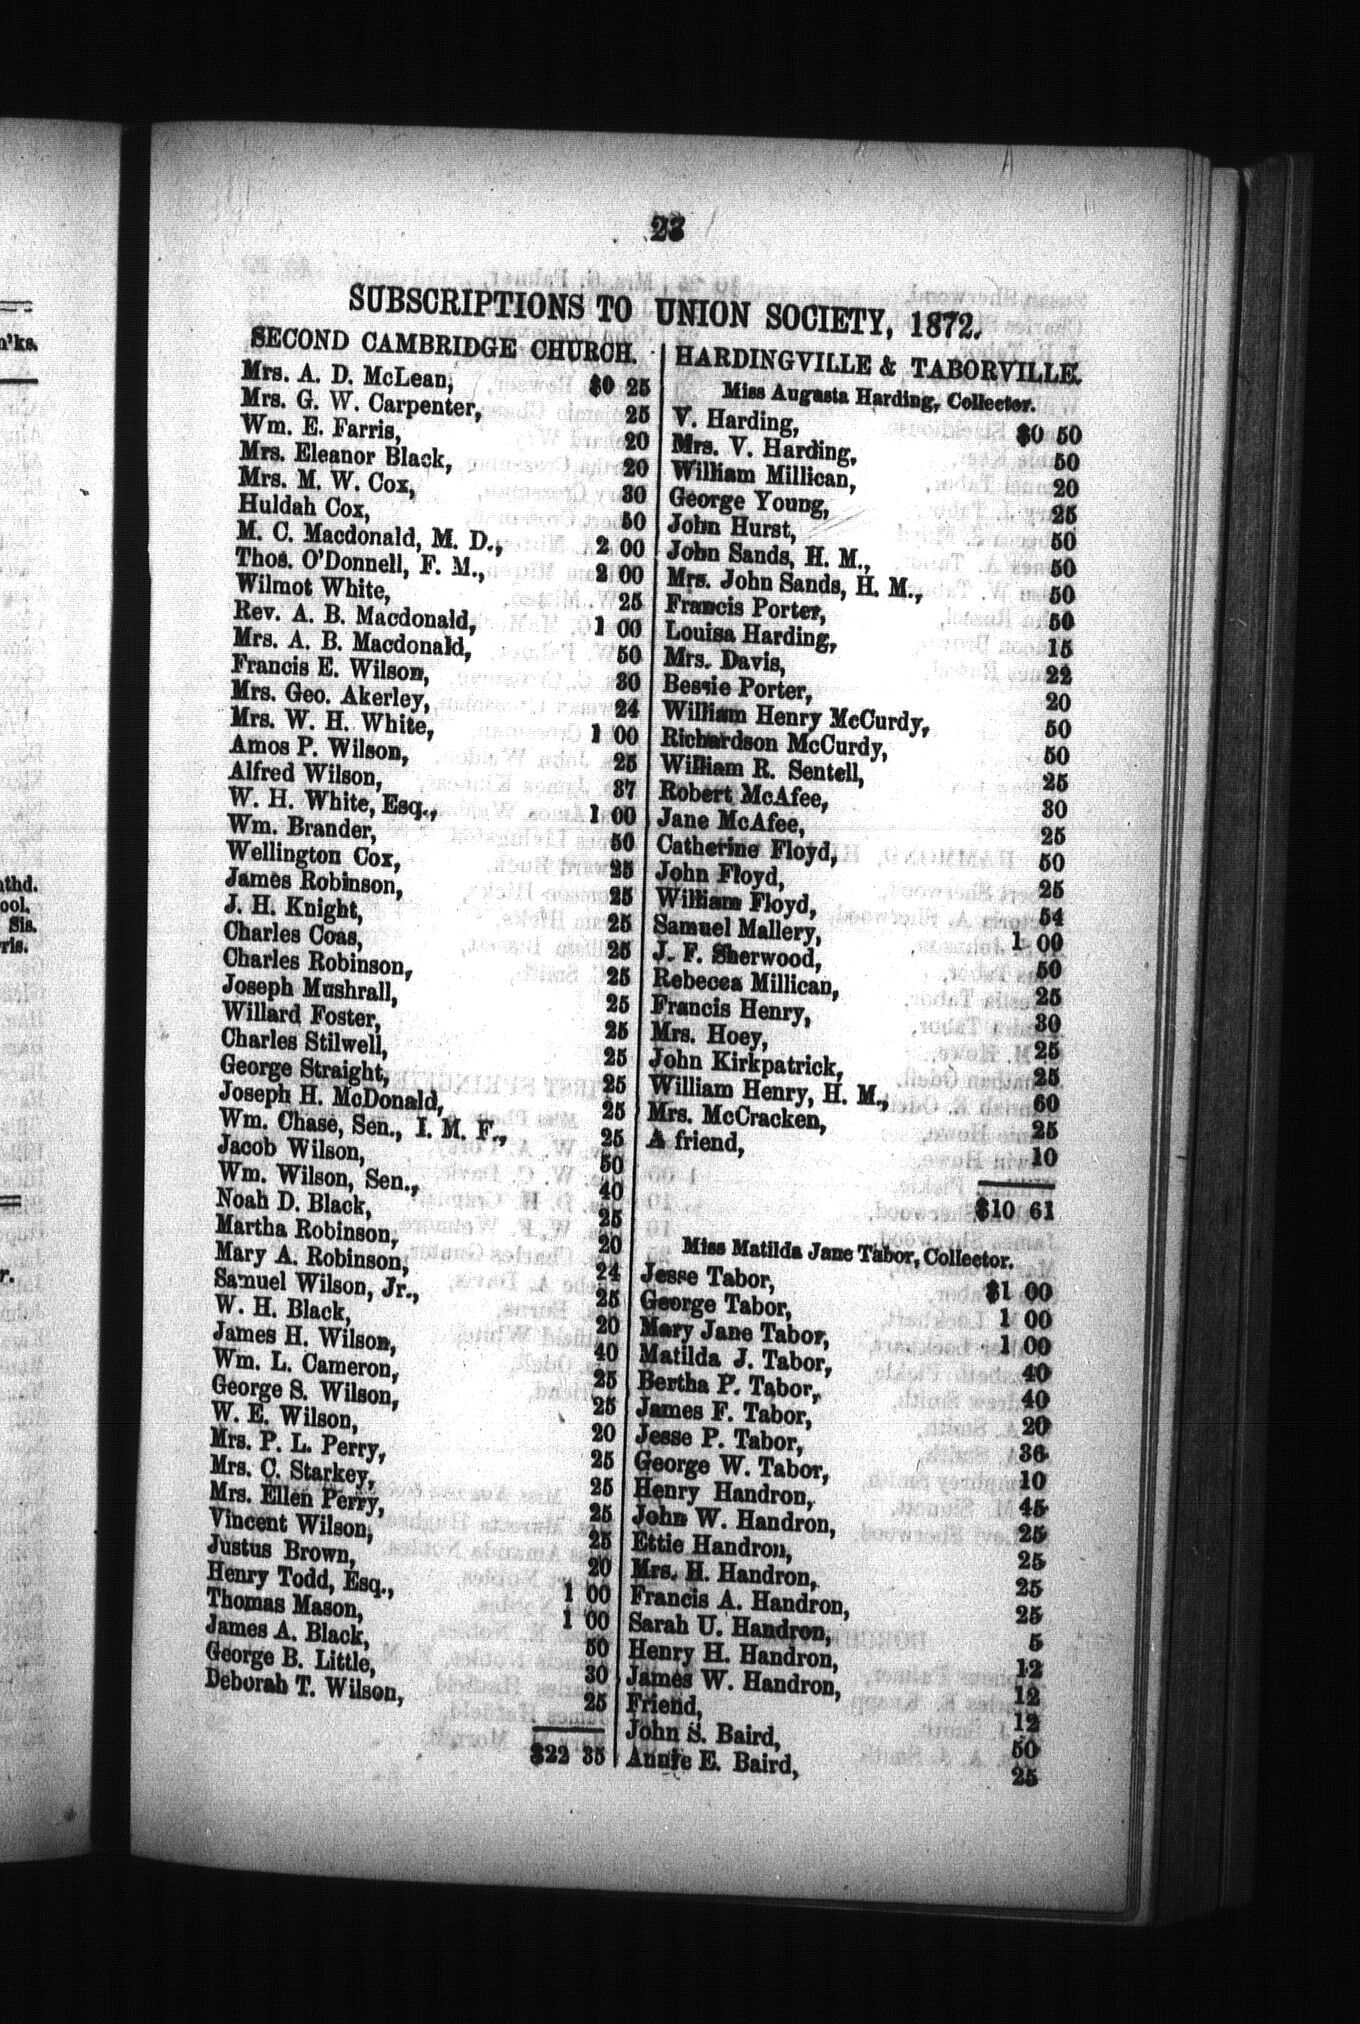 23
SUBSCRIPTIONS TO UNION SOCIETY, 1872.
SECOND CAMBRIDGE CHURCH.
Mrs. A. D. McLean, $0 25
Mrs. G. W. Carpenter, 25
Wm. E. Farris, 20
Mrs. Eleanor Black, 20
Mrs. M. W. Cox, 30
Huldah Cox, 50
M. C. Macdonald, M. D., 2 00
Thos. O'Donnell, F. M., 2 00
Wilmot White, 25
Rev. A. B. Macdonald, 1 00
Mrs. A. B. Macdonald, 50
Francis E. Wilson, 30
Mrs. Geo. Akerley, 24
Mrs. W. H. White, 1 00
Amos P. Wilson, 25
Alfred Wilson, 37
W. H. White, Esq., 1 00
Wm. Brander, 50
Wellington Cox, 25
James Robinson, 25
J. H. Knight, 25
Charles Coas, 25
Charles Robinson, 25
Joseph Mushrall, 25
Willard Foster, 25
Charles Stilwell, 25
George Straight, 25
Joseph H. McDonald, 25
Wm. Chase, Sen., I. M. F., 25
Jacob Wilson, 50
Wm. Wilson, Sen., 40
Noah D. Black, 25
Martha Robinson, 20
Mary A. Robinson, 24
Samuel Wilson, Jr., 25
W. H. Black, 20
James H. Wilson, 40
Wm. L. Cameron, 25
George S. Wilson, 25
W. E. Wilson, 20
Mrs. P. L. Perry, 25
Mrs. C. Starkey, 25
Mrs. Ellen Perry, 25
Vincent Wilson, 25
Justus Brown, 20
Henry Todd, Esq., 1 00
Thomas Mason, 1 00
James A. Black, 50
George B. Little, 30
Deborah T. Wilson, 25
$22 35
HARDINGVILLE & TABORVILLE.
Miss Augusta Harding, Collector.
V. Harding, $0 50
Mrs. V. Harding, 50
William Millican, 20
George Young, 25
John Hurst, 50
John Sands, H. M., 50
Mrs. John Sands, H. M., 50
Francis Porter, 50
Louisa Harding, 15
Mrs. Davis, 22
Bessie Porter, 20
William Henry McCurdy, 50
Richardson McCurdy, 50
William R. Sentell, 25
Robert McAfee, 30
Jane McAfee, 25
Catherine Floyd, 50
John Floyd, 25
William Floyd, 54
Samuel Mallery, 1 00
J. F. Sherwood, 50
Rebecca Millican, 25
Francis Henry, 30
Mrs. Hoey, 25
John Kirkpatrick, 25
William Henry, H. M., 60
Mrs. McCracken, 25
A friend, 10
$10 61
Miss Matilda Jane Tabor, Collector.
Jesse Tabor, $1 00
George Tabor, 1 00
Mary Jane Tabor, 1 00
Matilda J. Tabor, 40
Bertha P. Tabor, 40
James F. Tabor, 20
Jesse P. Tabor, 36
George W. Tabor, 10
Henry Handron, 45
John W. Handron, 25
Ettie Handron, 25
Mrs. H. Handron, 25
Francis A. Handron, 25
Sarah U. Handron, 5
Henry H. Handron, 12
James W. Handron, 12
Friend, 12
John S. Baird, 50
Annie E. Baird, 25